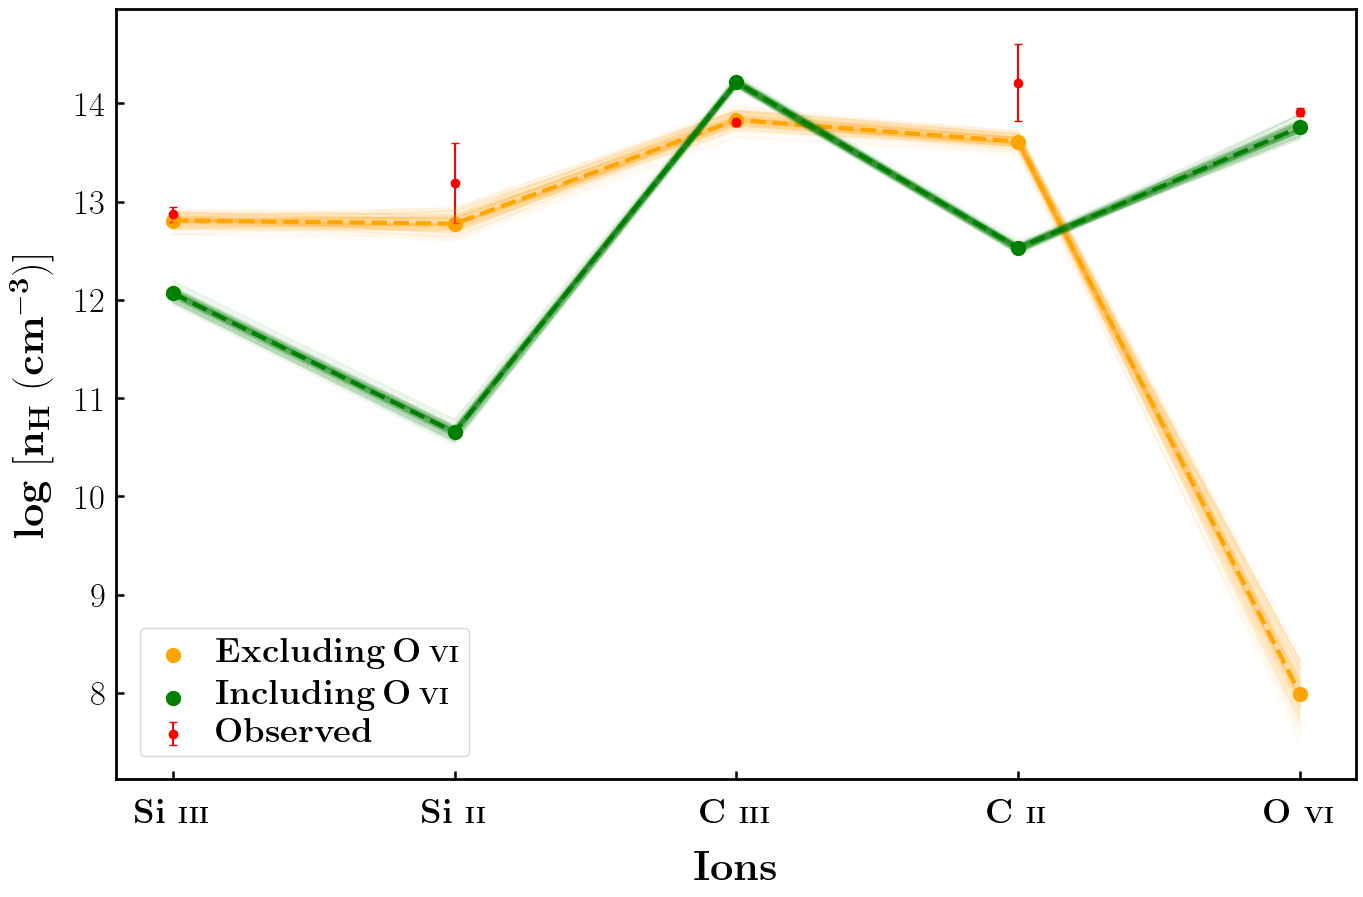 14
13
12
11
10
9
8
log [n_H (cm^{-3})]
Excluding O VI
Including O VI
Observed
Si III Si II C III C II O VI
Ions